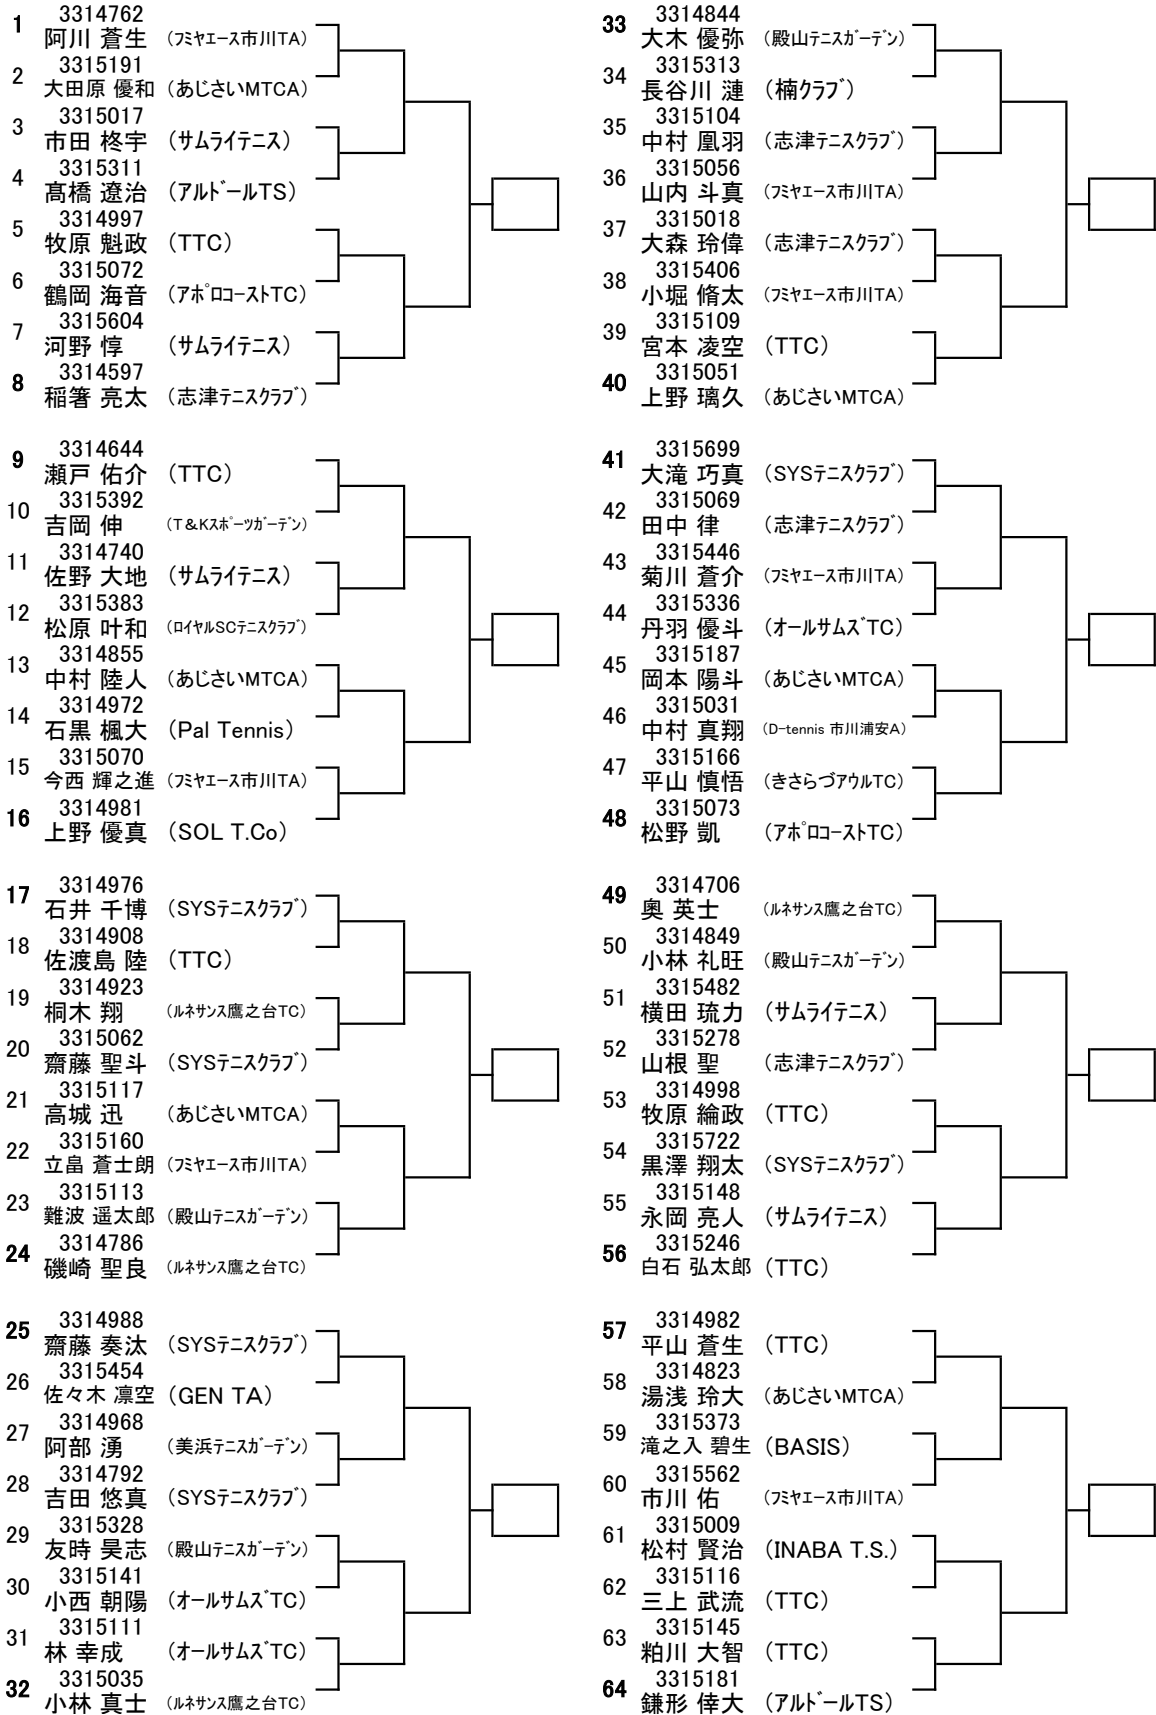 3314762
1 阿川 蒼生 (フミヤエース市川TA)
3315191
2 大田原 優和 (あじさいMTCA)
3315017
3 市田 柊宇 (サムライテニス)
3315311
4 髙橋 遼治 (アルドールTS)
3314997
5 牧原 魁政 (TTC)
3315072
6 鶴岡 海音 (アポロコーストTC)
3315604
7 河野 惇 (サムライテニス)
3314597
8 稲箸 亮太 (志津テニスクラブ)
3314644
9 瀬戸 佑介 (TTC)
3315392
10 吉岡 伸 (T&Kスポーツガーデン)
3314740
11 佐野 大地 (サムライテニス)
3315383
12 松原 叶和 (ロイヤルSCテニスクラブ)
3314855
13 中村 陸人 (あじさいMTCA)
3314972
14 石黒 楓大 (Pal Tennis)
3315070
15 今西 輝之進 (フミヤエース市川TA)
3314981
16 上野 優真 (SOL T.Co)
3314976
17 石井 千博 (SYSテニスクラブ)
3314908
18 佐渡島 陸 (TTC)
3314923
19 桐木 翔 (ルネサンス鷹之台TC)
3315062
20 齋藤 聖斗 (SYSテニスクラブ)
3315117
21 高城 迅 (あじさいMTCA)
3315160
22 立畠 蒼士朗 (フミヤエース市川TA)
3315113
23 難波 遥太郎 (殿山テニスガーデン)
3314786
24 磯崎 聖良 (ルネサンス鷹之台TC)
3314988
25 齋藤 奏汰 (SYSテニスクラブ)
3315454
26 佐々木 凛空 (GEN TA)
3314968
27 阿部 湧 (美浜テニスガーデン)
3314792
28 吉田 悠真 (SYSテニスクラブ)
3315328
29 友時 昊志 (殿山テニスガーデン)
3315141
30 小西 朝陽 (オールサムズTC)
3315111
31 林 幸成 (オールサムズTC)
3315035
32 小林 真士 (ルネサンス鷹之台TC)
3314844
33 大木 優弥 (殿山テニスガーデン)
3315313
34 長谷川 漣 (楠クラブ)
3315104
35 中村 凰羽 (志津テニスクラブ)
3315056
36 山内 斗真 (フミヤエース市川TA)
3315018
37 大森 玲偉 (志津テニスクラブ)
3315406
38 小堀 脩太 (フミヤエース市川TA)
3315109
39 宮本 凌空 (TTC)
3315051
40 上野 璃久 (あじさいMTCA)
3315699
41 大滝 巧真 (SYSテニスクラブ)
3315069
42 田中 律 (志津テニスクラブ)
3315446
43 菊川 蒼介 (フミヤエース市川TA)
3315336
44 丹羽 優斗 (オールサムズTC)
3315187
45 岡本 陽斗 (あじさいMTCA)
3315031
46 中村 真翔 (D-tennis 市川浦安A)
3315166
47 平山 慎悟 (きさらづアウルTC)
3315073
48 松野 凱 (アポロコーストTC)
3314706
49 奥 英士 (ルネサンス鷹之台TC)
3314849
50 小林 礼旺 (殿山テニスガーデン)
3315482
51 横田 琉力 (サムライテニス)
3315278
52 山根 聖 (志津テニスクラブ)
3314998
53 牧原 綸政 (TTC)
3315722
54 黒澤 翔太 (SYSテニスクラブ)
3315148
55 永岡 亮人 (サムライテニス)
3315246
56 白石 弘太郎 (TTC)
3314982
57 平山 蒼生 (TTC)
3314823
58 湯浅 玲大 (あじさいMTCA)
3315373
59 滝之入 碧生 (BASIS)
3315562
60 市川 佑 (フミヤエース市川TA)
3315009
61 松村 賢治 (INABA T.S.)
3315116
62 三上 武流 (TTC)
3315145
63 粕川 大智 (TTC)
3315181
64 鎌形 倖大 (アルドールTS)